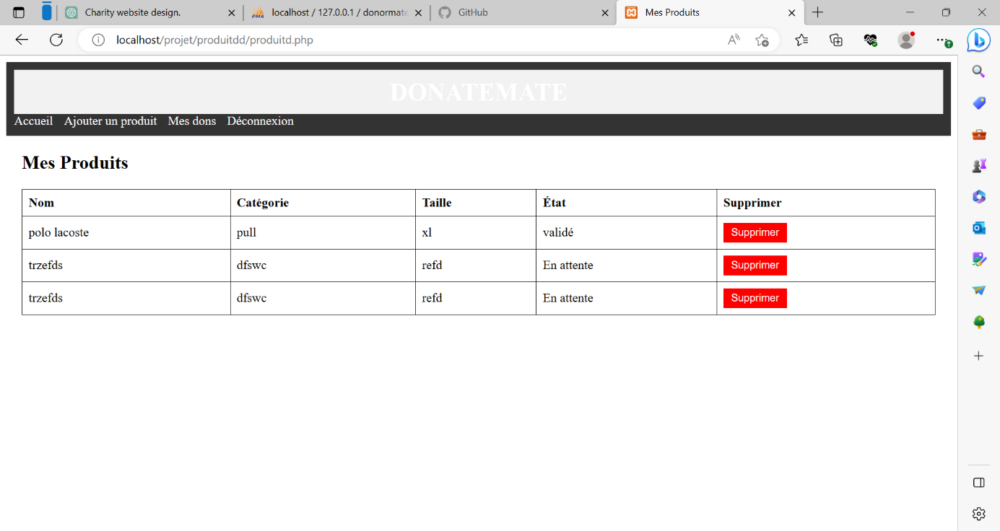 Charity website design.
localhost / 127.0.0.1 / donormate
GitHub
Mes Produits
localhost/projet/produitdd/produitd.php
DONATEMATE
Accueil Ajouter un produit Mes dons Déconnexion
Mes Produits
Nom Catégorie Taille État Supprimer
polo lacoste pull xl validé Supprimer
trzefds dfswc refd En attente Supprimer
trzefds dfswc refd En attente Supprimer